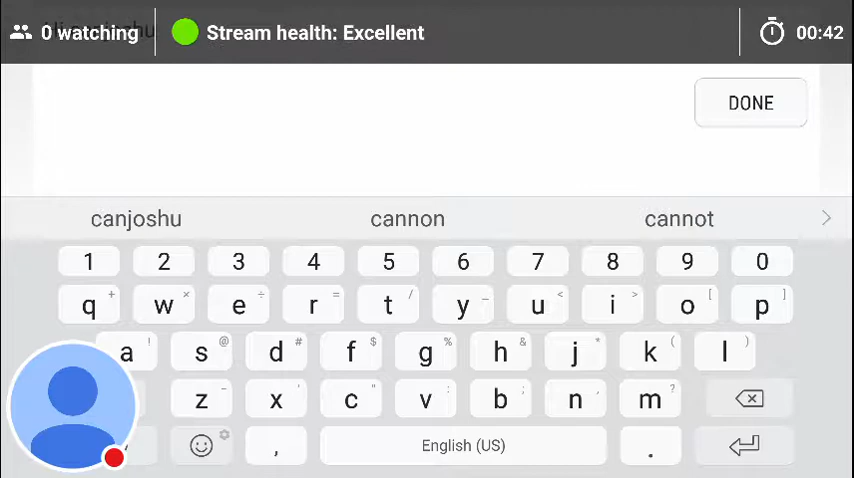 0 watching Stream health: Excellent 00:42
DONE
canjoshu cannon cannot
1 2 3 4 5 6 7 8 9 0
q + w × e ÷ r = t / y _ u < i > o [ p ]
a ! s @ d # f $ g % h & j * k ( l )
z - x ' c " v : b ; n , m ?
, English (US) .